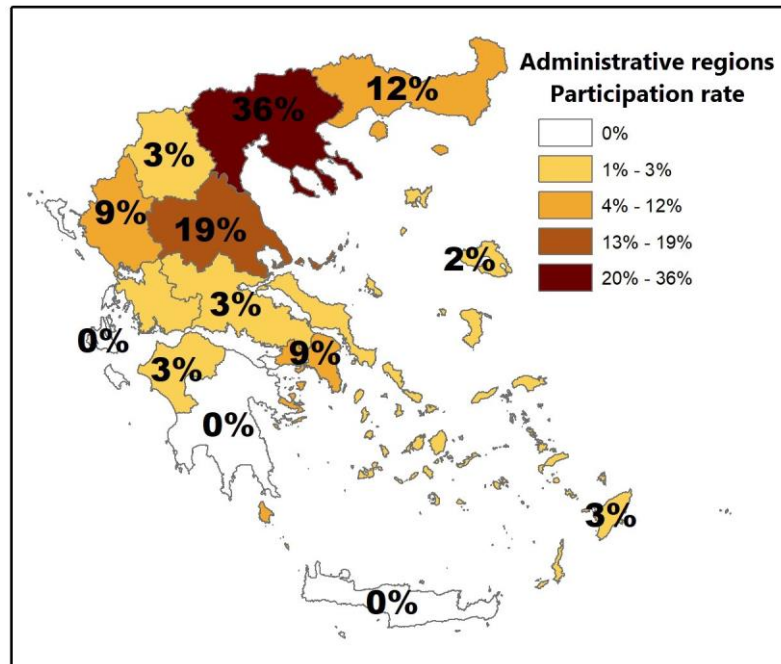 Administrative regions
Participation rate
0%
1% - 3%
4% - 12%
13% - 19%
20% - 36%
36%
12%
3%
9%
19%
2%
3%
0%
9%
3%
0%
3%
0%